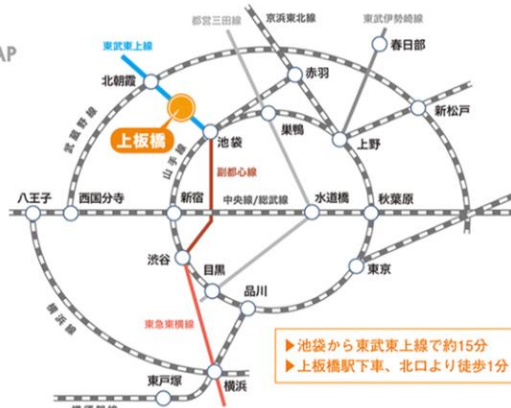 AP
都営三田線
京浜東北線
東武伊勢崎線
東武東上線
春日部
北朝霞
赤羽
武蔵野線
上板橋
池袋
巣鴨
上野
新松戸
山手線
副都心線
八王子
西国分寺
新宿
中央線/総武線
水道橋
秋葉原
渋谷
目黒
東京
品川
横浜線
東急東横線
▶池袋から東武東上線で約15分
▶上板橋駅下車、北口より徒歩1分
東戸塚
横浜